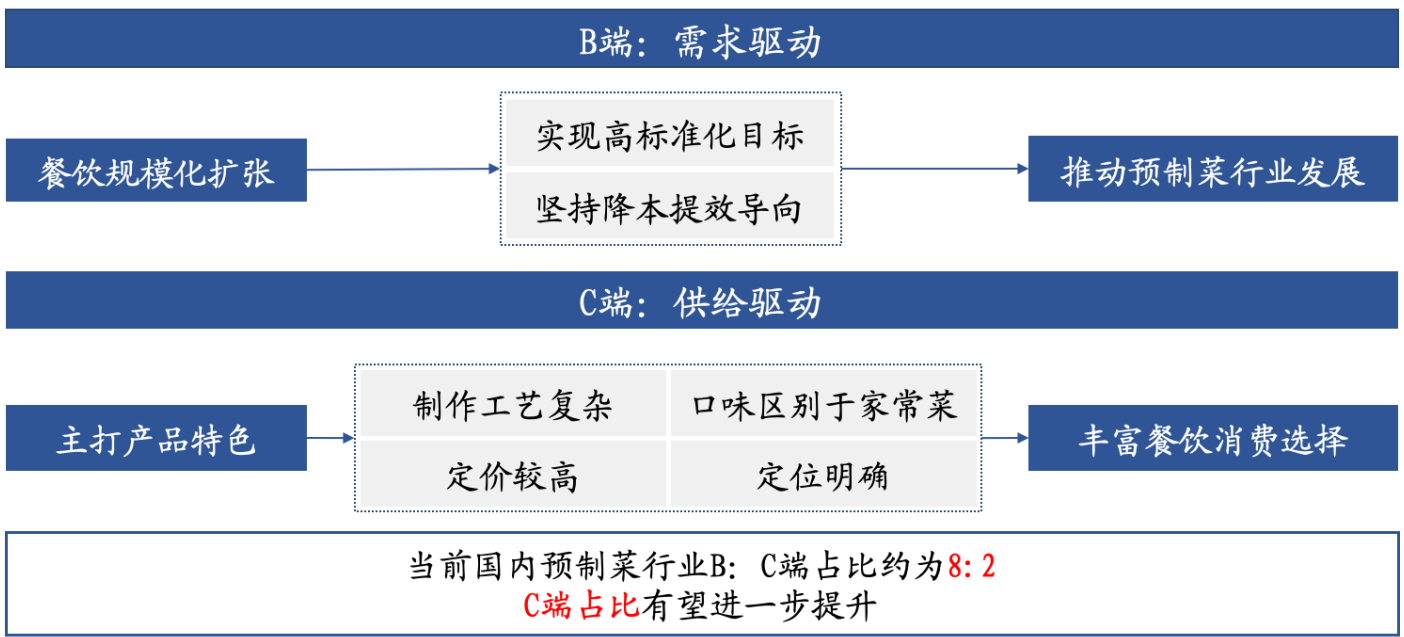 B端：需求驱动
餐饮规模化扩张
实现高标准化目标
坚持降本提效导向
推动预制菜行业发展
C端：供给驱动
主打产品特色
制作工艺复杂
口味区别于家常菜
定价较高
定位明确
丰富餐饮消费选择
当前国内预制菜行业B：C端占比约为8:2
C端占比有望进一步提升